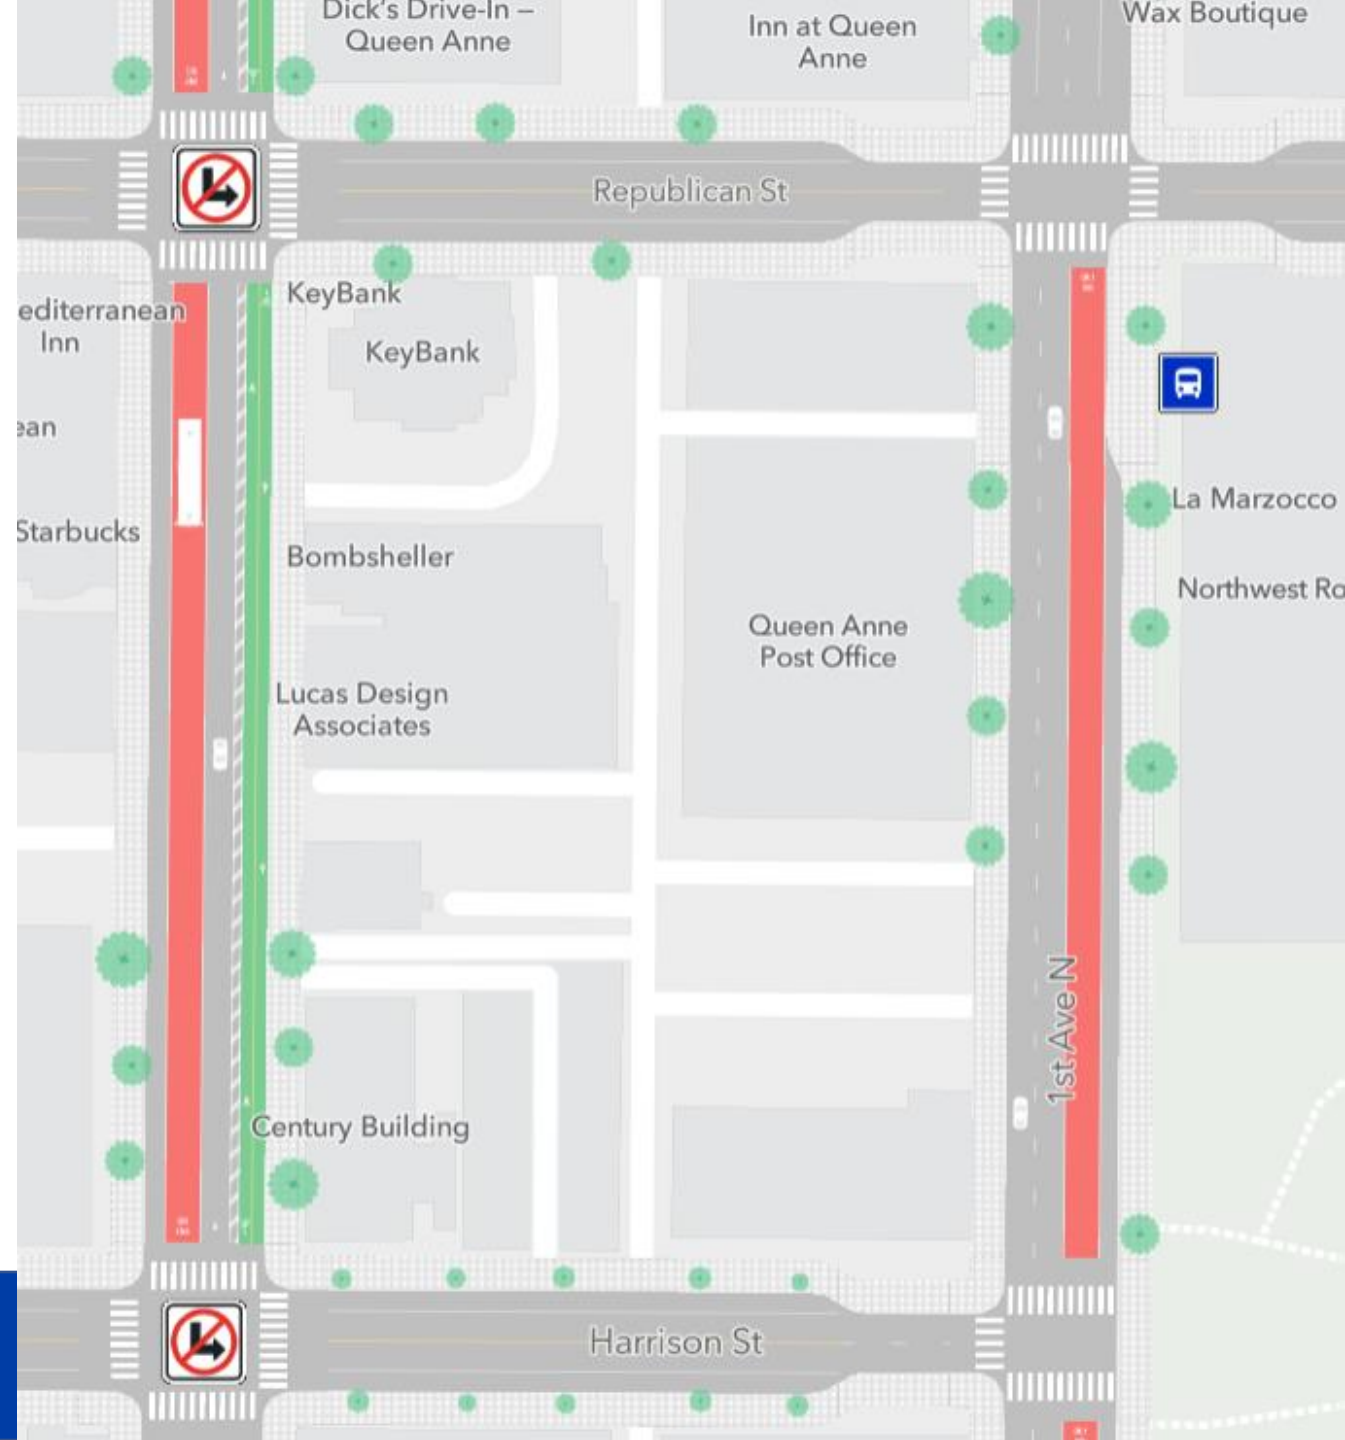 Dick's Drive-In –
Queen Anne
Inn at Queen
Anne
Wax Boutique
Republican St
KeyBank
KeyBank
editerranean
Inn
ean
Starbucks
Bombsheller
La Marzocco
Northwest Ro
Queen Anne
Post Office
Lucas Design
Associates
1st Ave N
Century Building
Harrison St